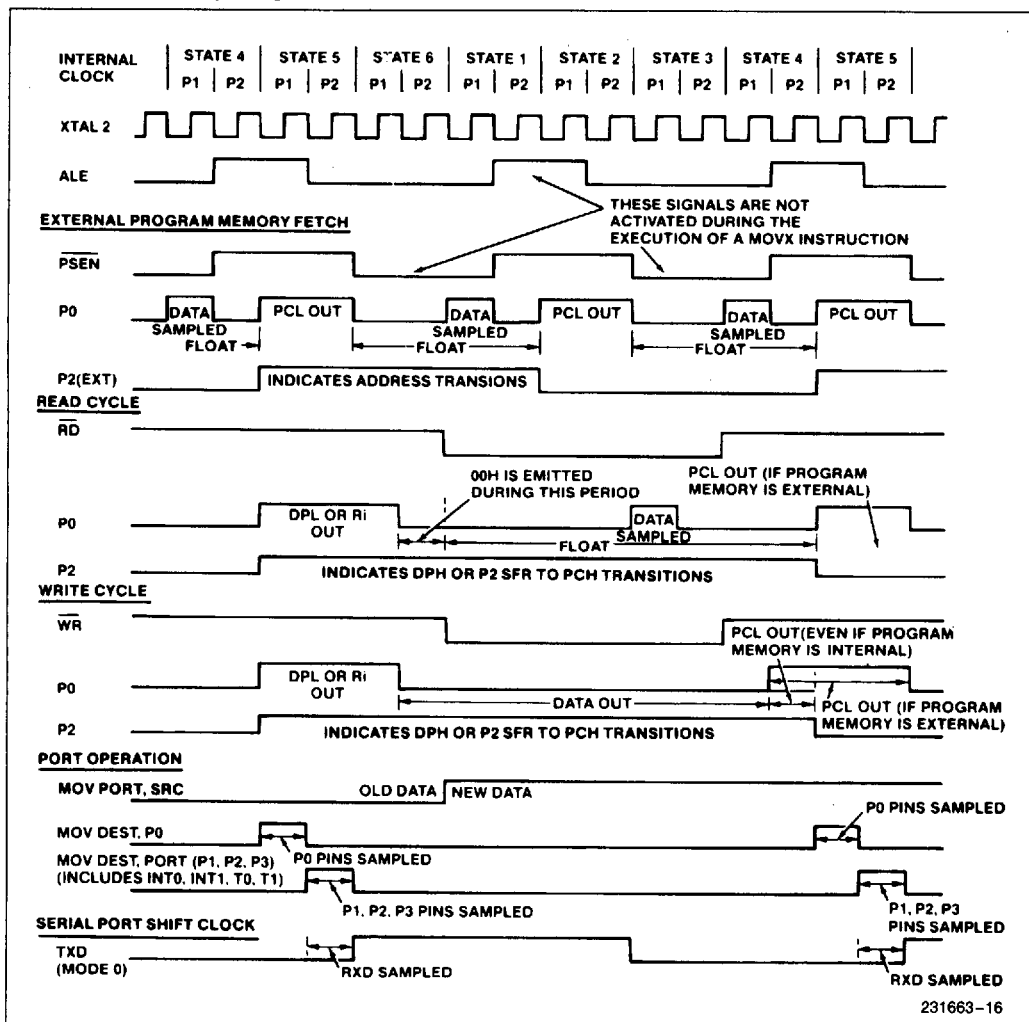 INTERNAL CLOCK
STATE 4 STATE 5 STATE 6 STATE 1 STATE 2 STATE 3 STATE 4 STATE 5
P1 P2 P1 P2 P1 P2 P1 P2 P1 P2 P1 P2 P1 P2 P1 P2
XTAL 2
ALE
THESE SIGNALS ARE NOT
ACTIVATED DURING THE
EXECUTION OF A MOVX INSTRUCTION
EXTERNAL PROGRAM MEMORY FETCH
PSEN
P0
DATA PCL OUT DATA PCL OUT DATA PCL OUT
SAMPLED SAMPLED SAMPLED
FLOAT FLOAT FLOAT
P2(EXT) INDICATES ADDRESS TRANSIONS
READ CYCLE
RD
00H IS EMITTED
DURING THIS PERIOD
PCL OUT (IF PROGRAM
MEMORY IS EXTERNAL)
P0
DPL OR Ri
OUT
DATA
SAMPLED
FLOAT
P2 INDICATES DPH OR P2 SFR TO PCH TRANSITIONS
WRITE CYCLE
WR
PCL OUT(EVEN IF PROGRAM
MEMORY IS INTERNAL)
P0
DPL OR Ri
OUT
DATA OUT
PCL OUT (IF PROGRAM
MEMORY IS EXTERNAL)
P2 INDICATES DPH OR P2 SFR TO PCH TRANSITIONS
PORT OPERATION
MOV PORT, SRC OLD DATA NEW DATA
P0 PINS SAMPLED
MOV DEST, P0
P0 PINS SAMPLED
MOV DEST, PORT (P1, P2, P3)
(INCLUDES INT0, INT1, T0, T1)
P1, P2, P3 PINS SAMPLED
P1, P2, P3
PINS SAMPLED
SERIAL PORT SHIFT CLOCK
TXD
(MODE 0)
RXD SAMPLED
RXD SAMPLED
231663-16